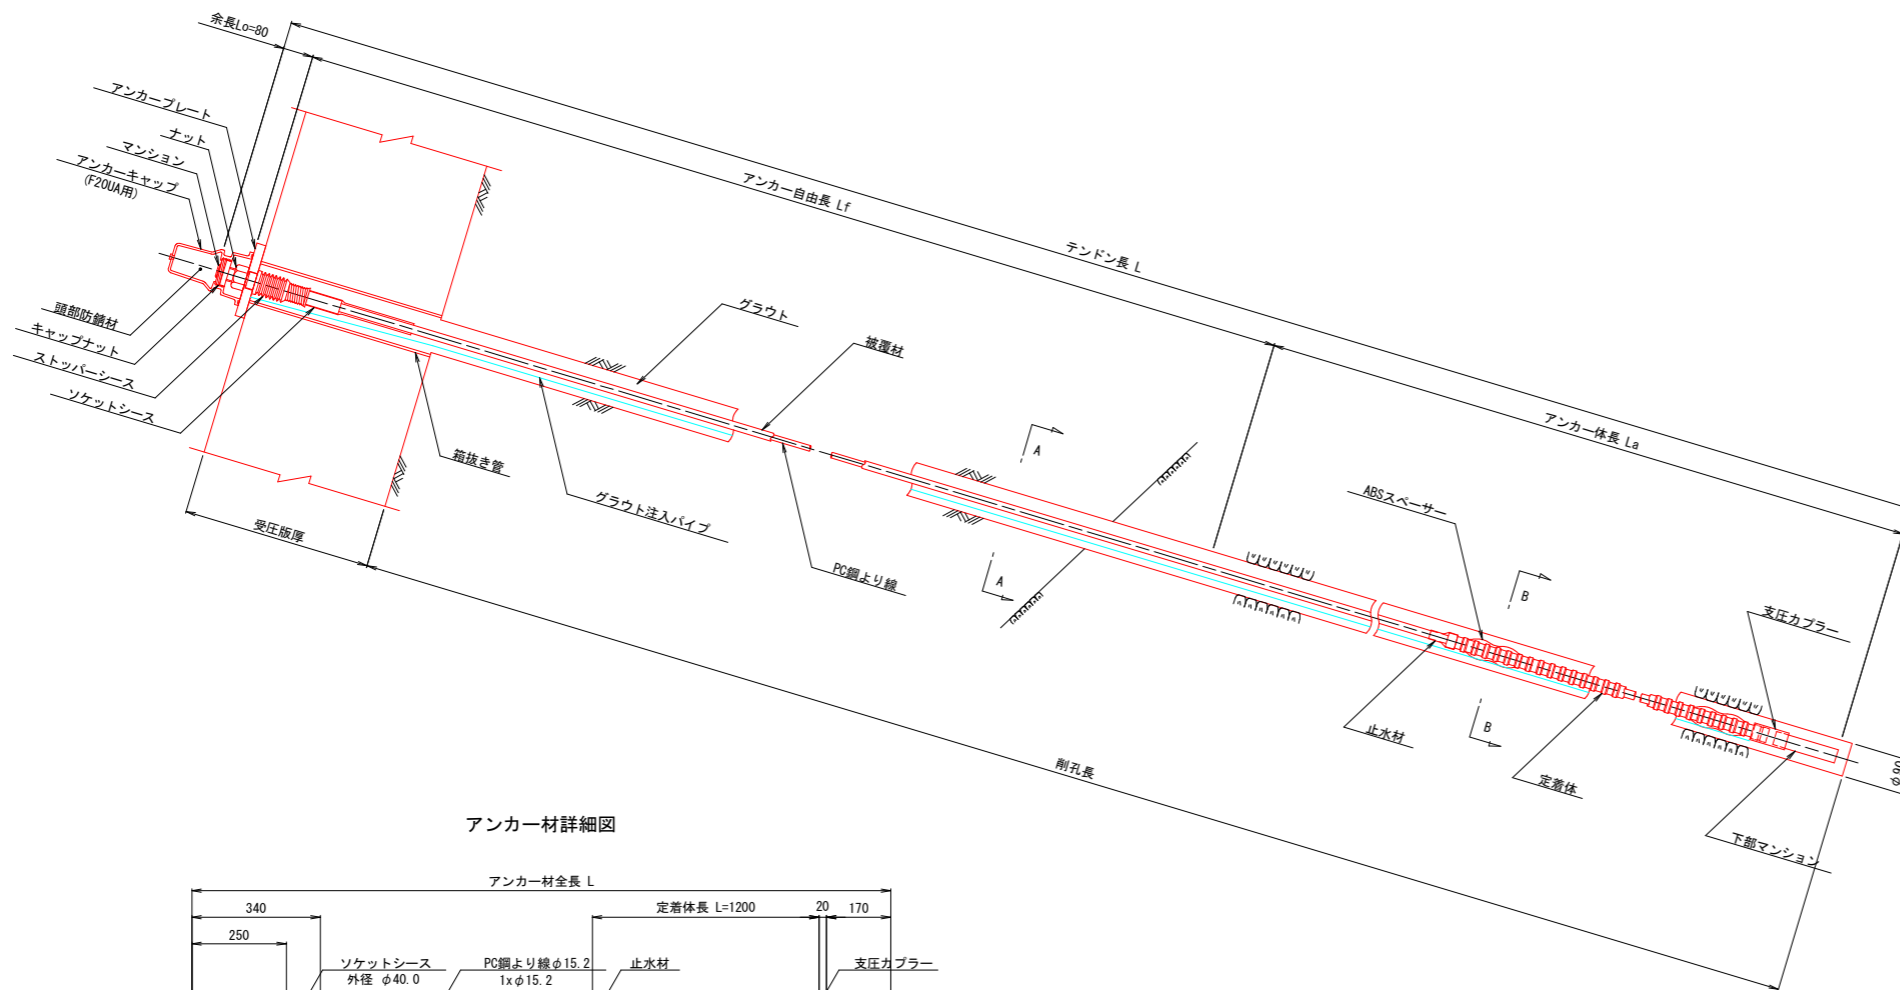 余長Lo=80
アンカープレート
ナット
マンション
アンカーキャップ
(F20UA用)
アンカー自由長 Lf
テンドン長 L
頭部防錆材
キャップナット
ストッパーシース
ソケットシース
グラウト
被覆材
アンカー体長 La
A
箱抜き管
グラウト注入パイプ
受圧版厚
PC鋼より線
A
ABSスペーサー
B
支圧カプラー
止水材
B
定着体
φ90
下部マンション
削孔長
アンカー材詳細図
アンカー材全長 L
340
定着体長 L=1200
20
170
250
ソケットシース
外径 φ40.0
PC鋼より線φ15.2
1xφ15.2
止水材
支圧カプラー